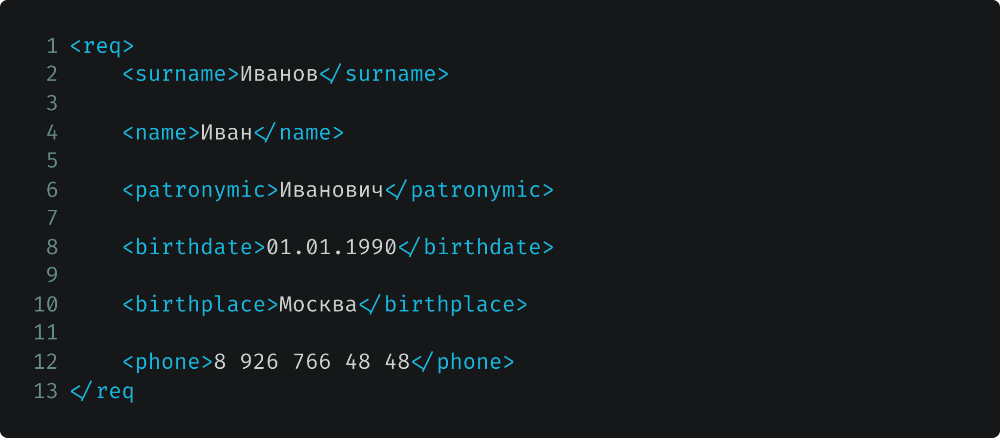 1 <req>
2 <surname>Иванов</surname>
3
4 <name>Иван</name>
5
6 <patronymic>Иванович</patronymic>
7
8 <birthdate>01.01.1990</birthdate>
9
10 <birthplace>Москва</birthplace>
11
12 <phone>8 926 766 48 48</phone>
13 </req